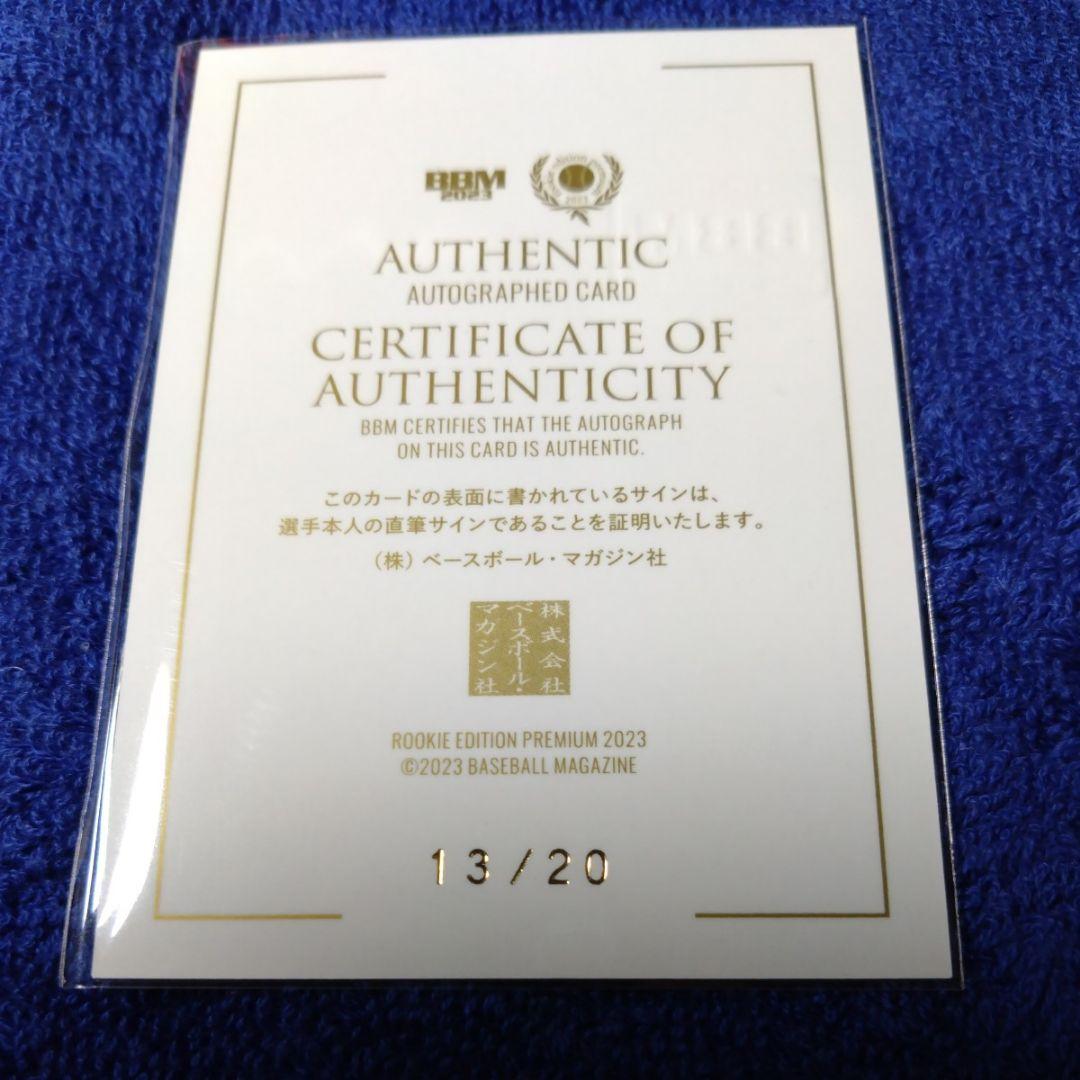 BBM
2023
2023
AUTHENTIC
AUTOGRAPHED CARD
CERTIFICATE OF
AUTHENTICITY
BBM CERTIFIES THAT THE AUTOGRAPH
ON THIS CARD IS AUTHENTIC.
このカードの表面に書かれているサインは、
選手本人の直筆サインであることを証明いたします。
(株) ベースボール・マガジン社
株式会社
ベースボール・
マガジン社
ROOKIE EDITION PREMIUM 2023
©2023 BASEBALL MAGAZINE
13/20